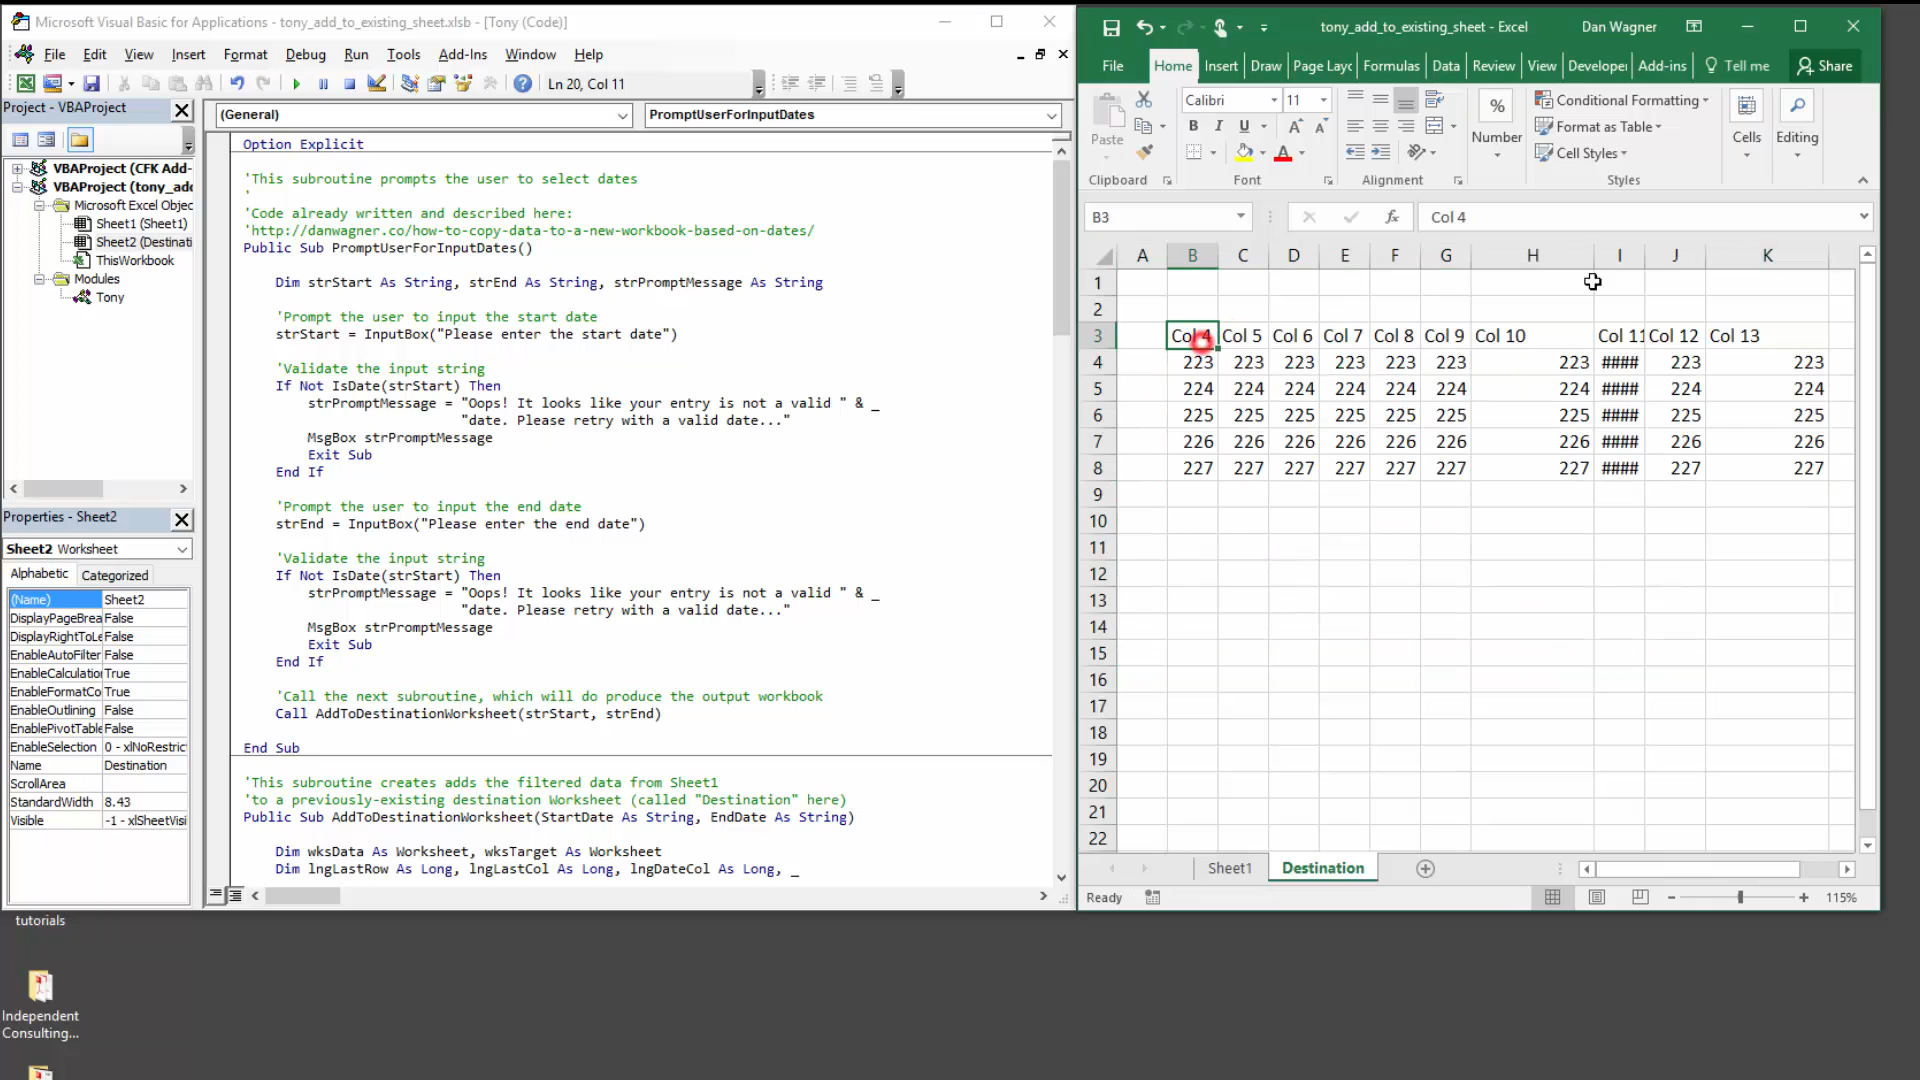 Microsoft Visual Basic for Applications - tony_add_to_existing_sheet.xlsb - [Tony (Code)]
File Edit View Insert Format Debug Run Tools Add-Ins Window Help
Ln 20, Col 11
Project - VBAProject
VBAProject (CFK Add-
VBAProject (tony_add
Microsoft Excel Objec
Sheet1 (Sheet1)
Sheet2 (Destinati
ThisWorkbook
Modules
Tony
Properties - Sheet2
Sheet2 Worksheet
Alphabetic Categorized
(Name) Sheet2
DisplayPageBrea False
DisplayRightToLe False
EnableAutoFilter False
EnableCalculatio True
EnableFormatCo True
EnableOutlining False
EnablePivotTable False
EnableSelection 0 - xlNoRestric
Name Destination
ScrollArea
StandardWidth 8.43
Visible -1 - xlSheetVisi
(General) PromptUserForInputDates
Option Explicit
'This subroutine prompts the user to select dates
'
'Code already written and described here:
'http://danwagner.co/how-to-copy-data-to-a-new-workbook-based-on-dates/
Public Sub PromptUserForInputDates()
Dim strStart As String, strEnd As String, strPromptMessage As String
'Prompt the user to input the start date
strStart = InputBox("Please enter the start date")
'Validate the input string
If Not IsDate(strStart) Then
strPromptMessage = "Oops! It looks like your entry is not a valid " & _
"date. Please retry with a valid date..."
MsgBox strPromptMessage
Exit Sub
End If
'Prompt the user to input the end date
strEnd = InputBox("Please enter the end date")
'Validate the input string
If Not IsDate(strStart) Then
strPromptMessage = "Oops! It looks like your entry is not a valid " & _
"date. Please retry with a valid date..."
MsgBox strPromptMessage
Exit Sub
End If
'Call the next subroutine, which will do produce the output workbook
Call AddToDestinationWorksheet(strStart, strEnd)
End Sub
'This subroutine creates adds the filtered data from Sheet1
'to a previously-existing destination Worksheet (called "Destination" here)
Public Sub AddToDestinationWorksheet(StartDate As String, EndDate As String)
Dim wksData As Worksheet, wksTarget As Worksheet
Dim lngLastRow As Long, lngLastCol As Long, lngDateCol As Long, _
tony_add_to_existing_sheet - Excel Dan Wagner
File Home Insert Draw Page Layc Formulas Data Review View Developer Add-ins Tell me Share
Paste Calibri 11 B I U A A A % Number Conditional Formatting Format as Table Cell Styles Cells Editing
Clipboard Font Alignment Styles
B3 fx Col 4
A B C D E F G H I J K
1
2
3 Col 4 Col 5 Col 6 Col 7 Col 8 Col 9 Col 10 Col 11 Col 12 Col 13
4 223 223 223 223 223 223 223 #### 223 223
5 224 224 224 224 224 224 224 #### 224 224
6 225 225 225 225 225 225 225 #### 225 225
7 226 226 226 226 226 226 226 #### 226 226
8 227 227 227 227 227 227 227 #### 227 227
9
10
11
12
13
14
15
16
17
18
19
20
21
22
Sheet1 Destination
Ready 115%
tutorials
Independent
Consulting...